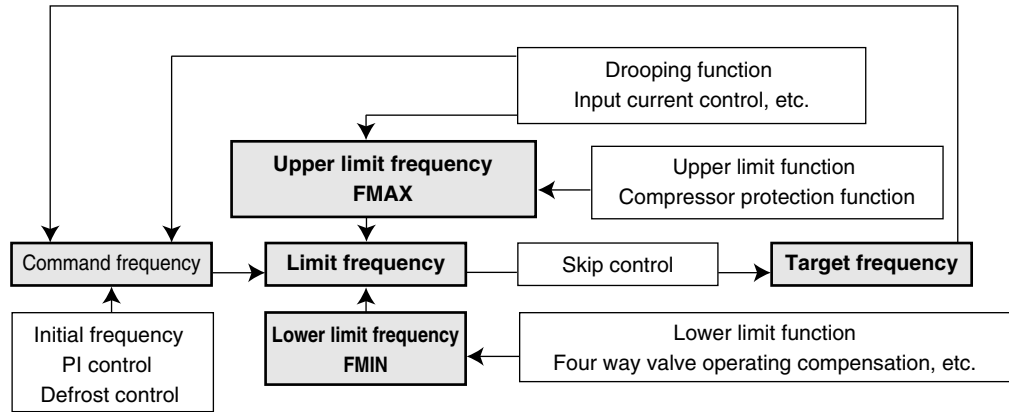 Drooping function
Input current control, etc.
Upper limit frequency
FMAX
Upper limit function
Compressor protection function
Command frequency
Limit frequency
Skip control
Target frequency
Initial frequency
PI control
Defrost control
Lower limit frequency
FMIN
Lower limit function
Four way valve operating compensation, etc.